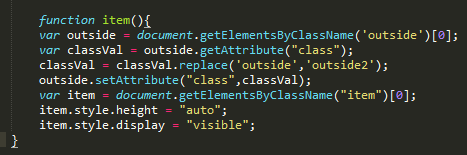 function item(){
var outside = document.getElementsByClassName('outside')[0];
var classVal = outside.getAttribute("class");
classVal = classVal.replace('outside','outside2');
outside.setAttribute("class",classVal);
var item = document.getElementsByClassName("item")[0];
item.style.height = "auto";
item.style.display = "visible";
}